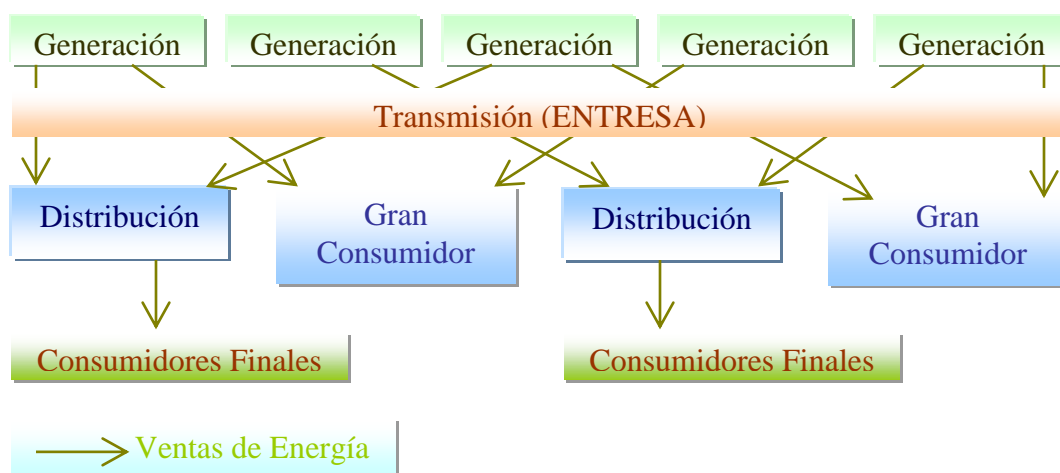 Generación Generación Generación Generación Generación
Transmisión (ENTRESA)
Distribución
Gran
Consumidor
Distribución
Gran
Consumidor
Consumidores Finales
Consumidores Finales
Ventas de Energía